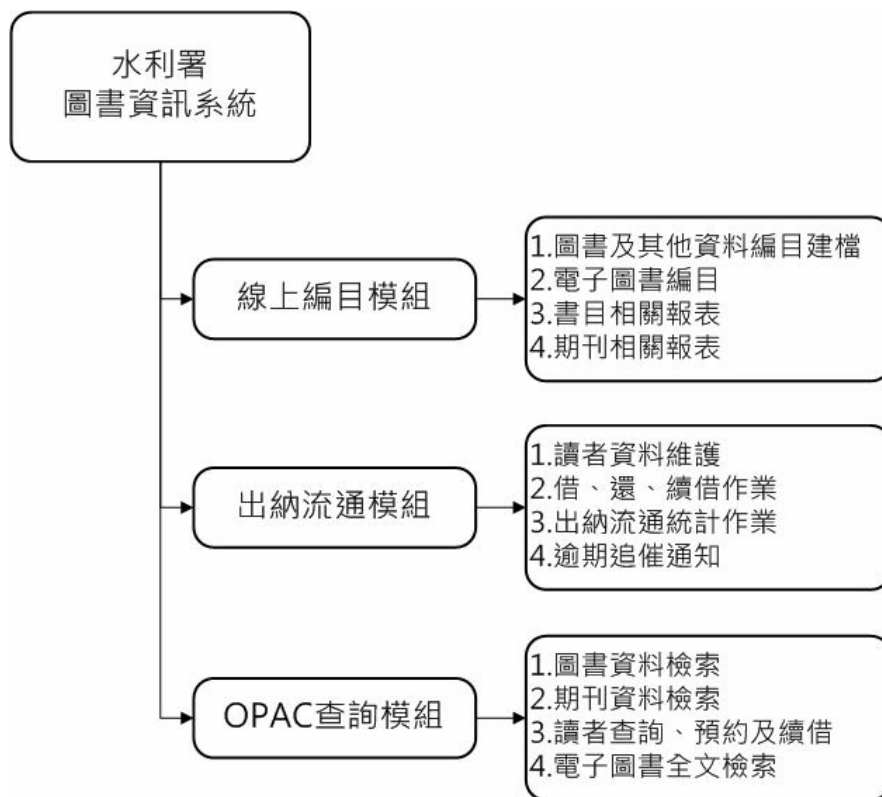 水利署
圖書資訊系統
線上編目模組
1.圖書及其他資料編目建檔
2.電子圖書編目
3.書目相關報表
4.期刊相關報表
出納流通模組
1.讀者資料維護
2.借、還、續借作業
3.出納流通統計作業
4.逾期追催通知
OPAC查詢模組
1.圖書資料檢索
2.期刊資料檢索
3.讀者查詢、預約及續借
4.電子圖書全文檢索